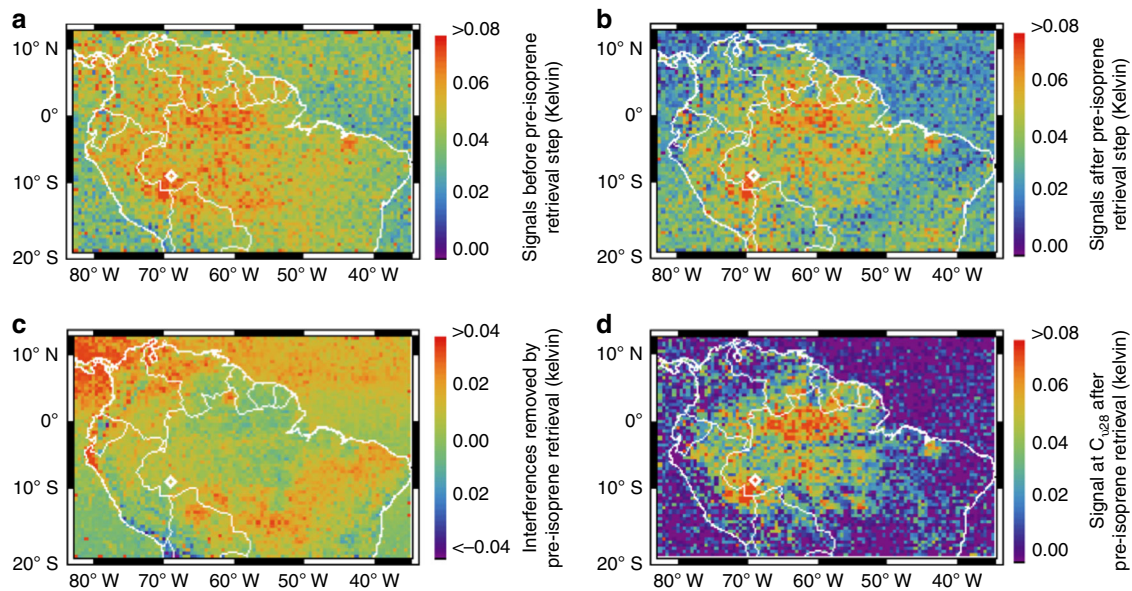 a
10° N
0°
10° S
20° S
80° W 70° W 60° W 50° W 40° W
>0.08
0.06
0.04
0.02
0.00
Signals before pre-isoprene
retrieval step (Kelvin)
b
10° N
0°
10° S
20° S
80° W 70° W 60° W 50° W 40° W
>0.08
0.06
0.04
0.02
0.00
Signals after pre-isoprene
retrieval step (Kelvin)
c
10° N
0°
10° S
20° S
80° W 70° W 60° W 50° W 40° W
>0.04
0.02
0.00
0.02
<−0.04
Interferences removed by
pre-isoprene retrieval (kelvin)
d
10° N
0°
10° S
20° S
80° W 70° W 60° W 50° W 40° W
>0.08
0.06
0.04
0.02
0.00
Signal at after
pre-isoprene retrieval (kelvin)